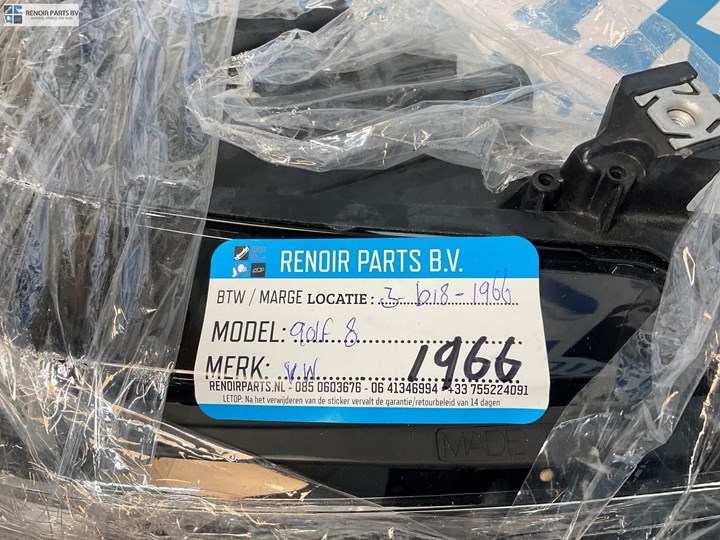 RENOIR PARTS BV.
RENOIR PARTS B.V.
BTW / MARGE LOCATIE : 3 b18-1966
MODEL: golf 8
MERK: VW 1966
RENOIRPARTS.NL - 085 0603676 - 06 41346994 +33 755224091
LETOP: Na het verwijderen van de sticker vervalt de garantie/retourbeleid van 14 dagen
MADE